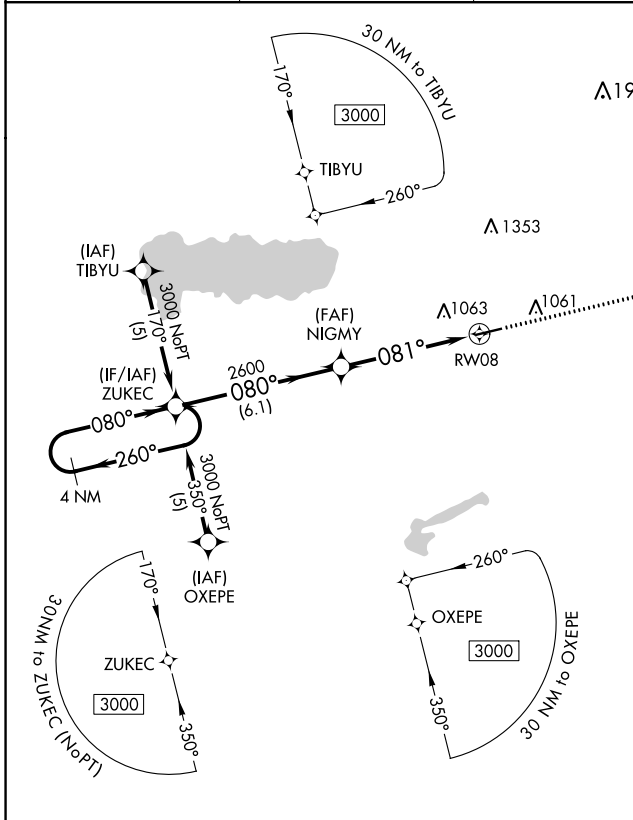 30 NM to TIBYU
170°
3000
TIBYU
260°
1353
(IAF)
TIBYU
3000 NoPT
170°
(5)
(FAF)
NIGMY
1063
1061
RW08
081°
2600
080°
(6.1)
(IF/IAF)
ZUKEC
080°
260°
4 NM
3000 NoPT
350°
(5)
(IAF)
OXEPE
170°
ZUKEC
3000
350°
30NM to ZUKEC (NoPT)
260°
OXEPE
3000
350°
30 NM to OXEPE